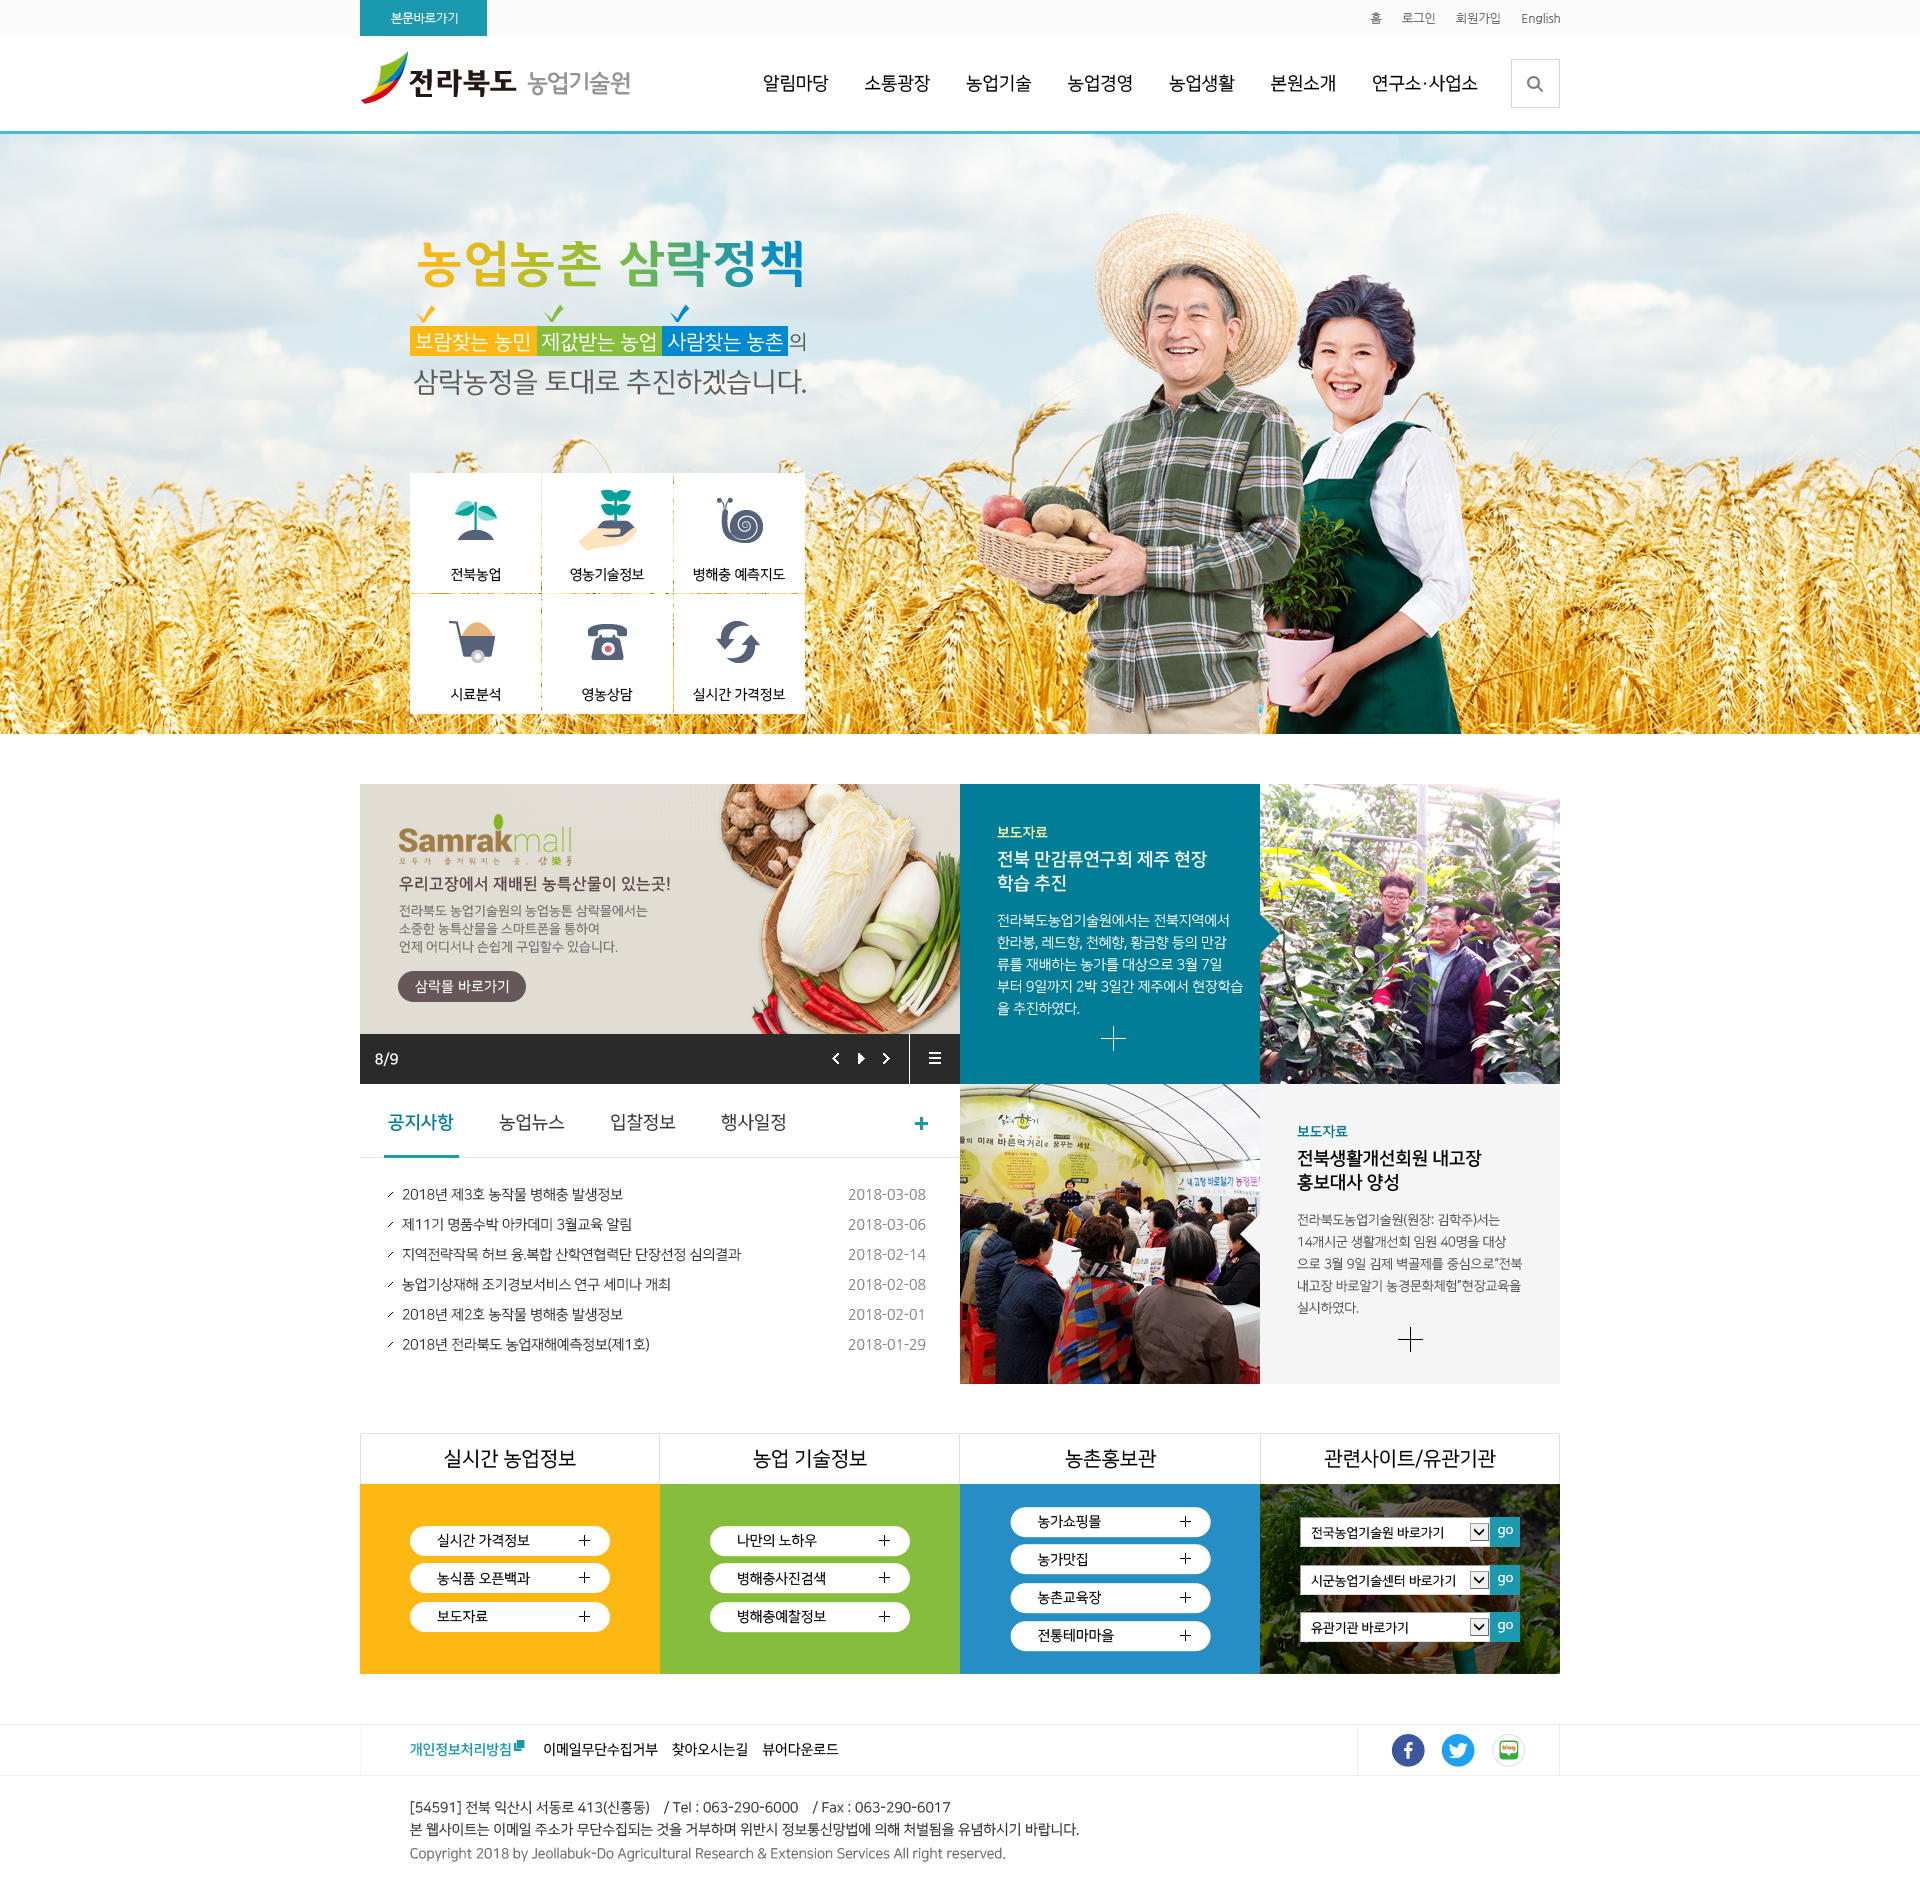 본문바로가기
홈 로그인 회원가입 English
전라북도 농업기술원
알림마당 소통광장 농업기술 농업경영 농업생활 본원소개 연구소·사업소
농업농촌 삼락정책
보람찾는 농민 제값받는 농업 사람찾는 농촌의
삼락농정을 토대로 추진하겠습니다.
전북농업 영농기술정보 병해충 예측지도
시료분석 영농상담 실시간 가격정보
Samrakmall
모두가 즐거워지는 곳, 삼樂몰
우리고장에서 재배된 농특산물이 있는곳!
전라북도 농업기술원의 농업농톤 삼락몰에서는
소중한 농특산물을 스마트폰을 통하여
언제 어디서나 손쉽게 구입할수 있습니다.
삼락몰 바로가기
8/9
보도자료
전북 만감류연구회 제주 현장
학습 추진
전라북도농업기술원에서는 전북지역에서
한라봉, 레드향, 천혜향, 황금향 등의 만감
류를 재배하는 농가를 대상으로 3월 7일
부터 9일까지 2박 3일간 제주에서 현장학습
을 추진하였다.
공지사항 농업뉴스 입찰정보 행사일정
2018년 제3호 농작물 병해충 발생정보 2018-03-08
제11기 명품수박 아카데미 3월교육 알림 2018-03-06
지역전략작목 허브 융.복합 산학연협력단 단장선정 심의결과 2018-02-14
농업기상재해 조기경보서비스 연구 세미나 개최 2018-02-08
2018년 제2호 농작물 병해충 발생정보 2018-02-01
2018년 전라북도 농업재해예측정보(제1호) 2018-01-29
들의 미래 바른먹거리로 꿈꾸는 세상
내 고장 바로알기 농경문
보도자료
전북생활개선회원 내고장
홍보대사 양성
전라북도농업기술원(원장: 김학주)서는
14개시군 생활개선회 임원 40명을 대상
으로 3월 9일 김제 벽골제를 중심으로"전북
내고장 바로알기 농경문화체험"현장교육을
실시하였다.
실시간 농업정보 농업 기술정보 농촌홍보관 관련사이트/유관기관
실시간 가격정보
농식품 오픈백과
보도자료
나만의 노하우
병해충사진검색
병해충예찰정보
농가쇼핑몰
농가맛집
농촌교육장
전통테마마을
전국농업기술원 바로가기 go
시군농업기술센터 바로가기 go
유관기관 바로가기 go
개인정보처리방침 이메일무단수집거부 찾아오시는길 뷰어다운로드
blog
[54591] 전북 익산시 서동로 413(신흥동) / Tel : 063-290-6000 / Fax : 063-290-6017
본 웹사이트는 이메일 주소가 무단수집되는 것을 거부하며 위반시 정보통신망법에 의해 처벌됨을 유념하시기 바랍니다.
Copyright 2018 by Jeollabuk-Do Agricultural Research & Extension Services All right reserved.